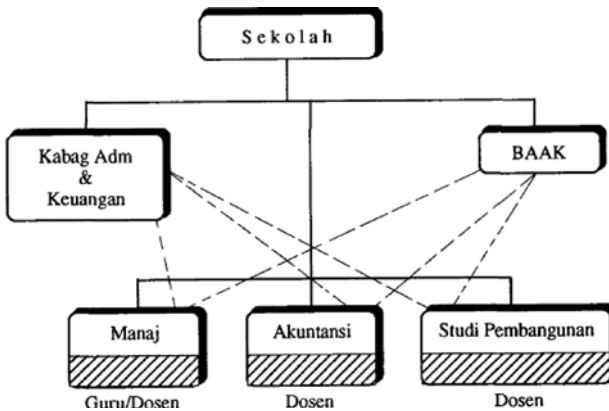 Sekolah
Kabag Adm
&
Keuangan
BAAK
Manaj
Akuntansi
Studi Pembangunan
Guru/Dosen
Dosen
Dosen